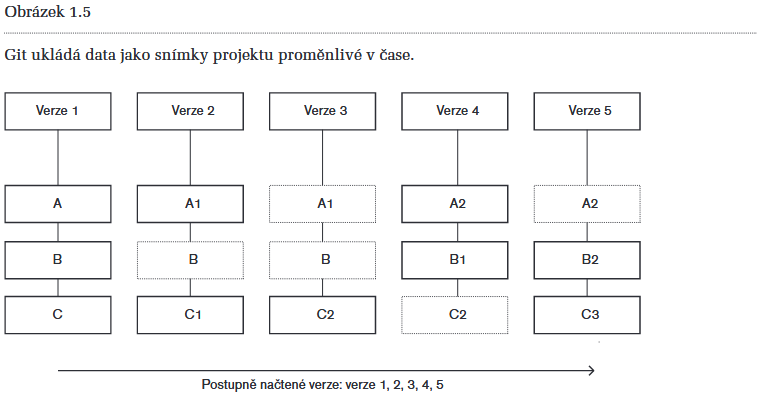 Obrázek 1.5
Git ukládá data jako snímky projektu proměnlivé v čase.
Verze 1 Verze 2 Verze 3 Verze 4 Verze 5
A A1 A1 A2 A2
B B B B1 B2
C C1 C2 C2 C3
Postupně načtené verze: verze 1, 2, 3, 4, 5